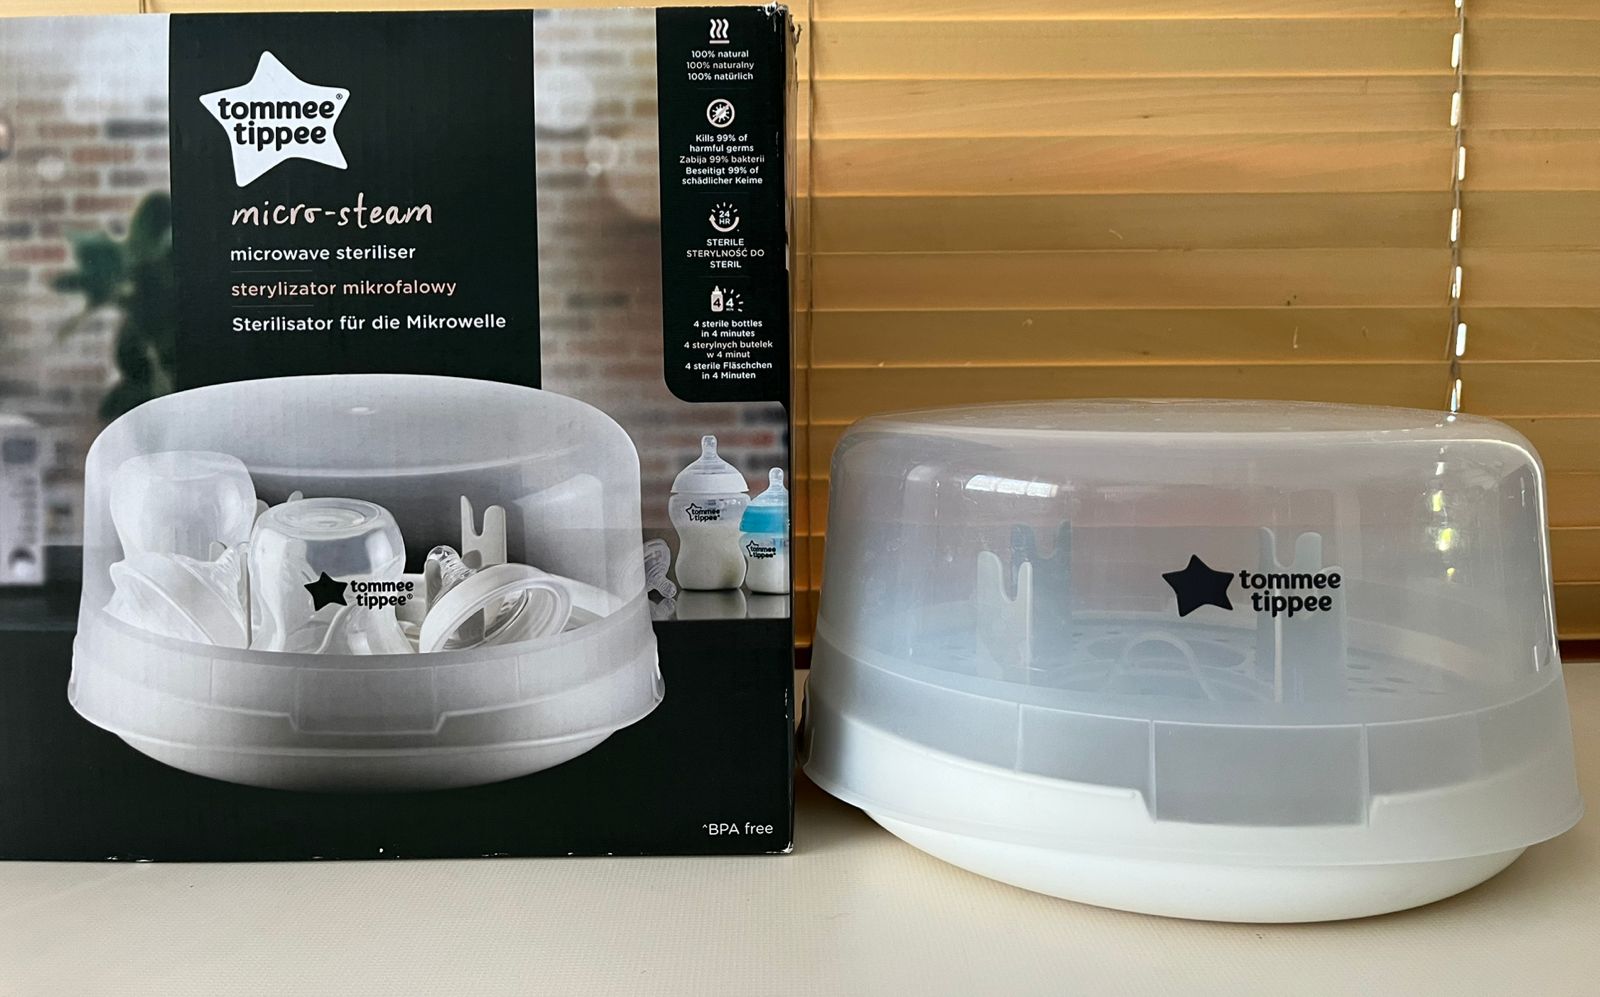 tommee
tippee®
micro-steam
microwave steriliser
sterylizator mikrofalowy
Sterilisator für die Mikrowelle
100% natural
100% naturalny
100% natürlich
Kills 99% of
harmful germs
Zabija 99% bakterii
Beseitigt 99% of
schädlicher Keime
24
HR
STERILE
STERYLNOŚĆ DO
STERIL
4 4
4 sterile bottles
in 4 minutes
4 sterylnych butelek
w 4 minut
4 sterile Fläschchen
in 4 Minuten
tommee
tippee®
tommee
tippee®
tommee
tippee®
^BPA free
tommee
tippee